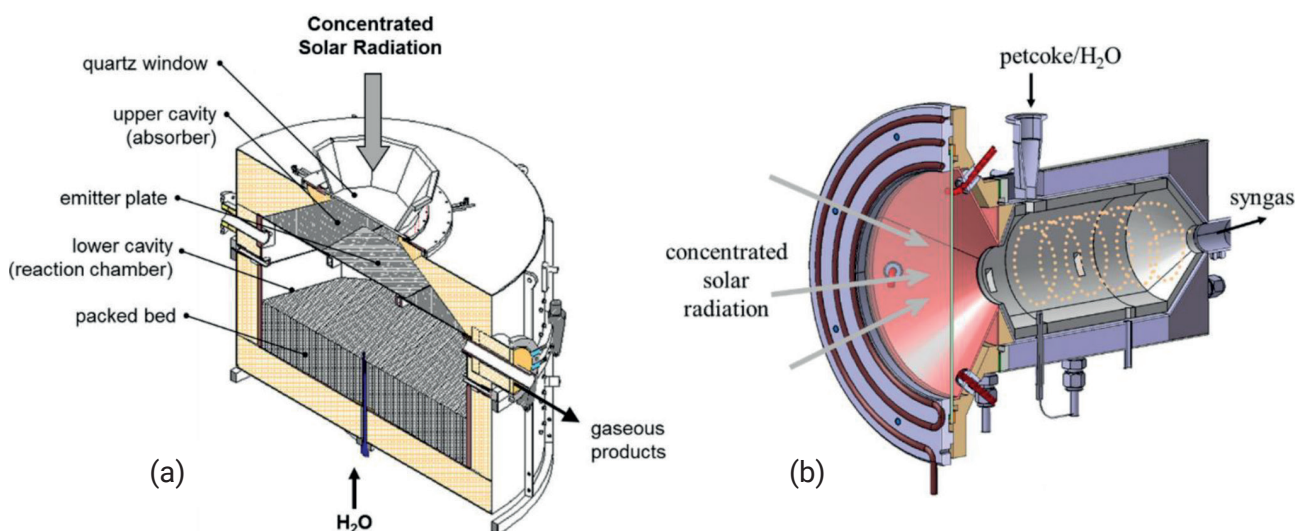 Concentrated
Solar Radiation
quartz window
upper cavity
(absorber)
emitter plate
lower cavity
(reaction chamber)
packed bed
gaseous
products
(a)
H₂O
petcoke/H₂O
syngas
concentrated
solar
radiation
(b)